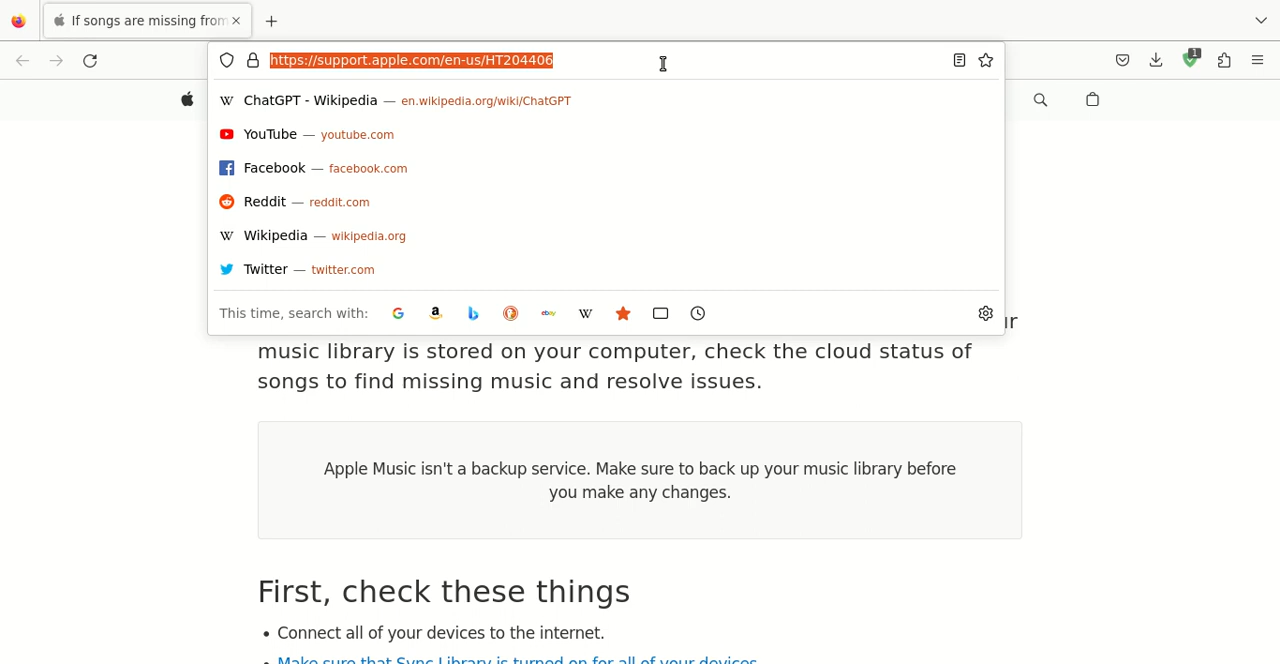 If songs are missing from
https://support.apple.com/en-us/HT204406
1
ChatGPT - Wikipedia — en.wikipedia.org/wiki/ChatGPT
YouTube — youtube.com
Facebook — facebook.com
Reddit — reddit.com
Wikipedia — wikipedia.org
Twitter — twitter.com
This time, search with:
music library is stored on your computer, check the cloud status of
songs to find missing music and resolve issues.
Apple Music isn't a backup service. Make sure to back up your music library before
you make any changes.
First, check these things
• Connect all of your devices to the internet.
• Make sure that Sync Library is turned on for all of your devices